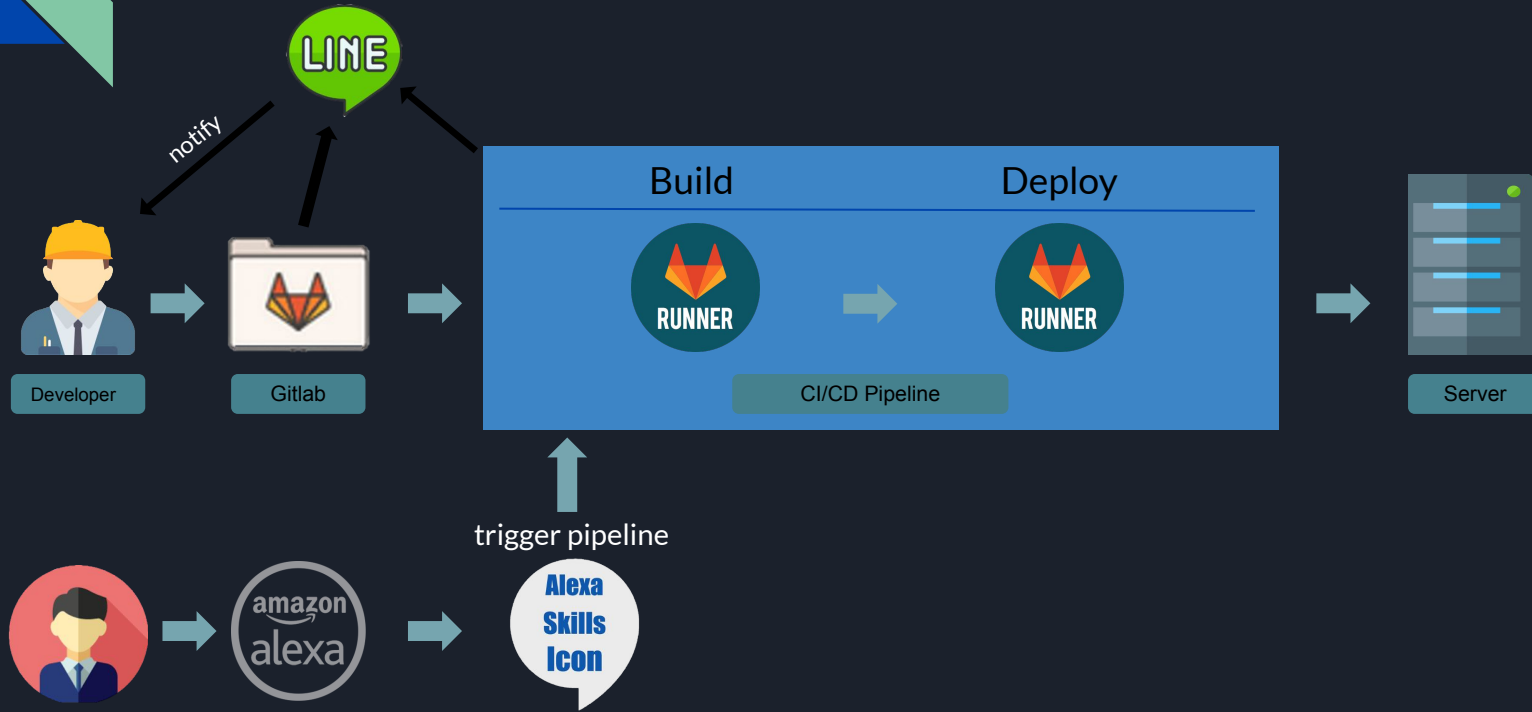 LINE
notify
Build
Deploy
RUNNER
RUNNER
Developer
Gitlab
CI/CD Pipeline
Server
trigger pipeline
amazon
alexa
Alexa
Skills
Icon